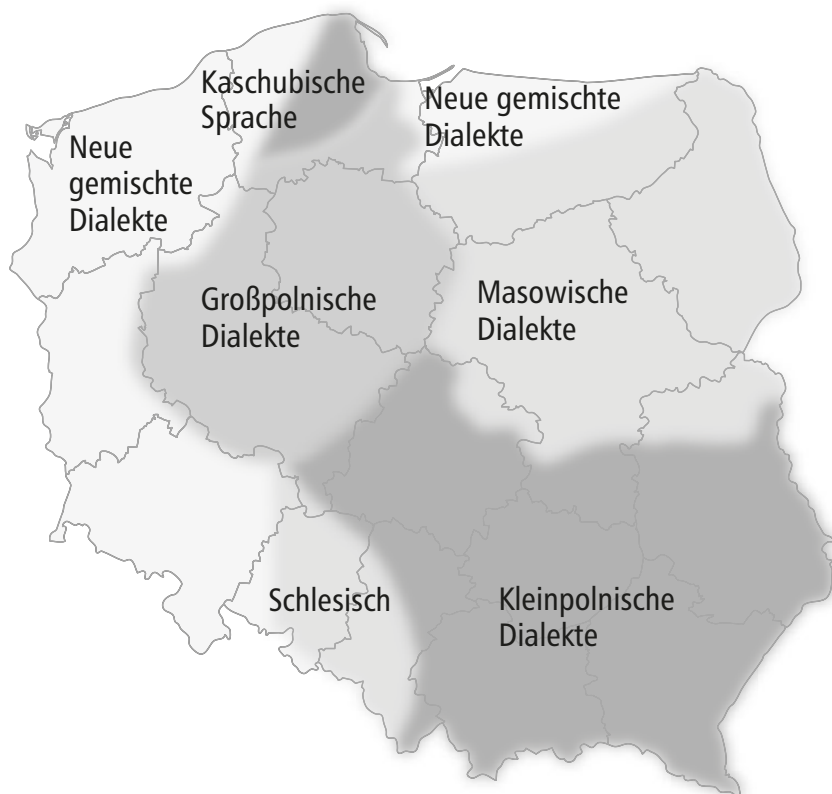 Kaschubische
Sprache
Neue gemischte
Dialekte
Neue
gemischte
Dialekte
Großpolnische
Dialekte
Masowische
Dialekte
Schlesisch
Kleinpolnische
Dialekte